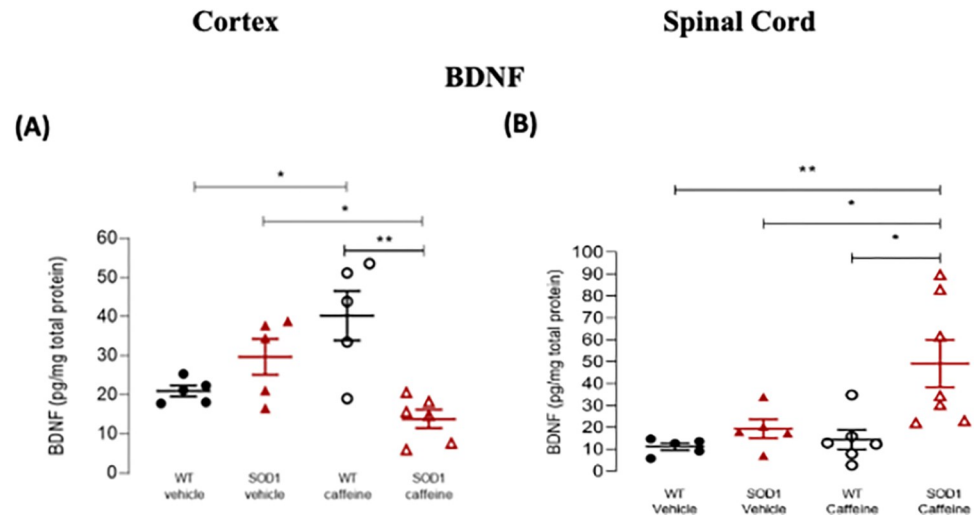 Cortex
Spinal Cord
BDNF
(A)
(B)
*
*
**
60
50
40
30
20
10
0
BDNF (pg/mg total protein)
WT
vehicle
SOD1
vehicle
WT
caffeine
SOD1
caffeine
**
*
*
100
90
80
70
60
50
40
30
20
10
0
BDNF (pg/mg total protein)
WT
Vehicle
SOD1
Vehicle
WT
Caffeine
SOD1
Caffeine